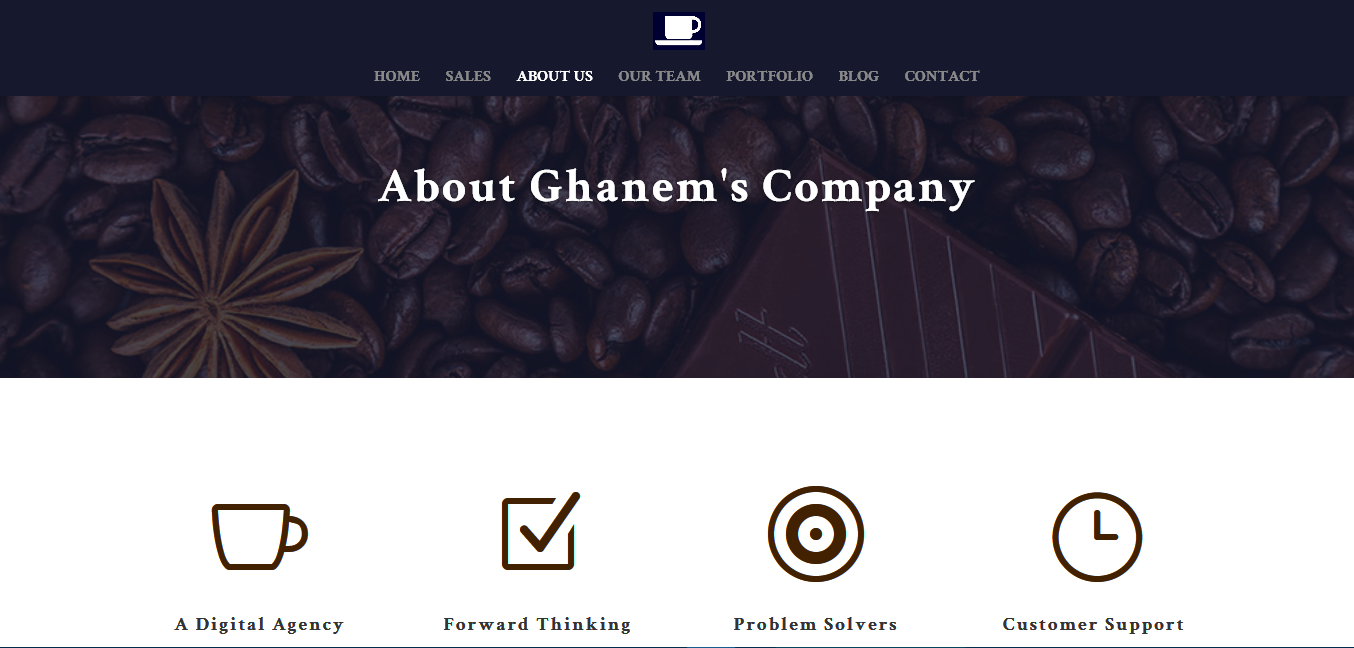 HOME SALES ABOUT US OUR TEAM PORTFOLIO BLOG CONTACT
About Ghanem's Company
A Digital Agency Forward Thinking Problem Solvers Customer Support